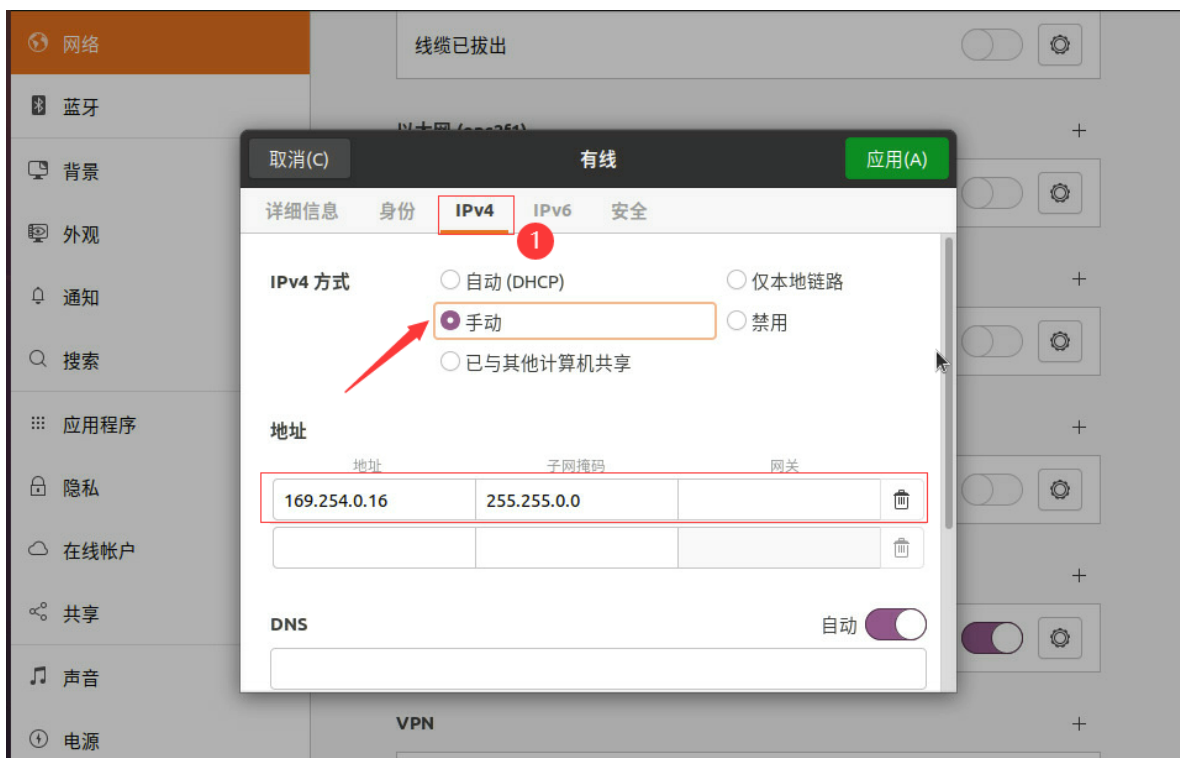 网络
蓝牙
背景
外观
通知
搜索
应用程序
隐私
在线帐户
共享
声音
电源
线缆已拔出
取消(C)
有线
应用(A)
详细信息 身份 IPv4 IPv6 安全
1
IPv4 方式
自动 (DHCP)
仅本地链路
手动
禁用
已与其他计算机共享
地址
地址 子网掩码 网关
169.254.0.16 255.255.0.0
DNS
自动
VPN